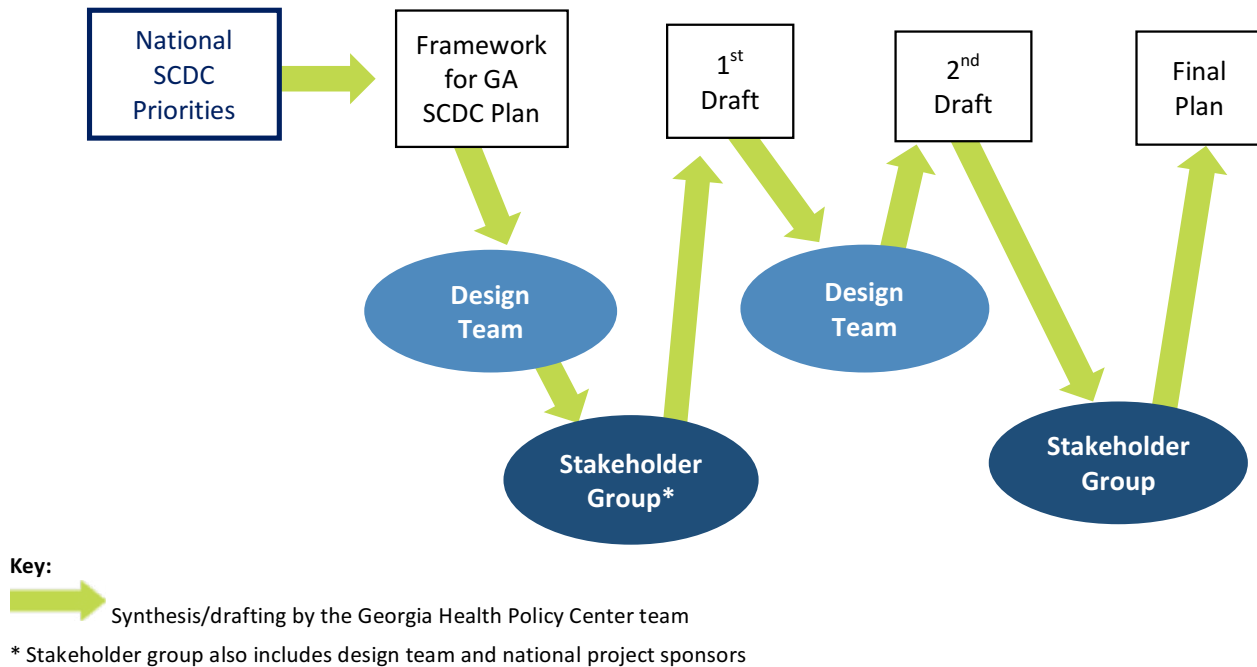 National
SCDC
Priorities
Framework
for GA
SCDC Plan
1st
Draft
2nd
Draft
Final
Plan
Design
Team
Design
Team
Stakeholder
Group*
Stakeholder
Group
Key:
Synthesis/drafting by the Georgia Health Policy Center team
* Stakeholder group also includes design team and national project sponsors